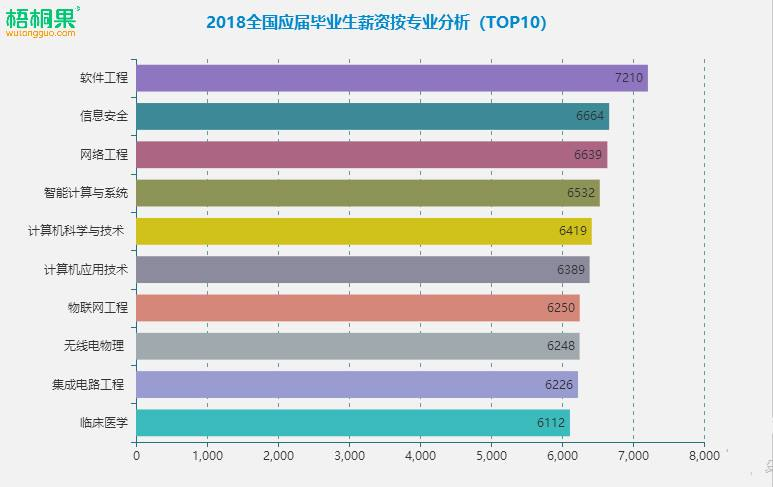 梧桐果
wutongguo.com
2018全国应届毕业生薪资按专业分析（TOP10）
软件工程 7210
信息安全 6664
网络工程 6639
智能计算与系统 6532
计算机科学与技术 6419
计算机应用技术 6389
物联网工程 6250
无线电物理 6248
集成电路工程 6226
临床医学 6112
0 1,000 2,000 3,000 4,000 5,000 6,000 7,000 8,000